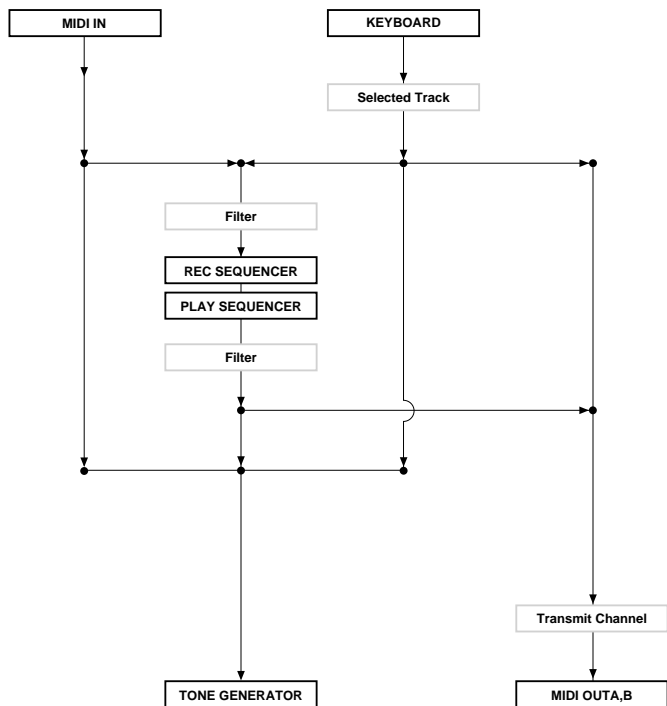 MIDI IN
KEYBOARD
Selected Track
Filter
REC SEQUENCER
PLAY SEQUENCER
Filter
Transmit Channel
TONE GENERATOR
MIDI OUTA,B